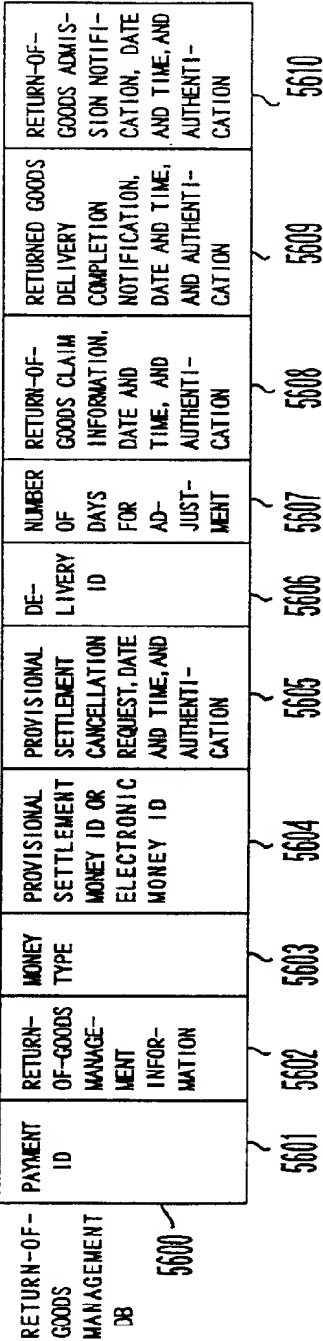 RETURN-OF-
GOODS
MANAGEMENT
DB
5600
PAYMENT
ID
5601
RETURN-
OF-GOODS
MANAGE-
MENT
INFOR-
MATION
5602
MONEY
TYPE
5603
PROVISIONAL
SETTLEMENT
MONEY ID OR
ELECTRONIC
MONEY ID
5604
PROVISIONAL
SETTLEMENT
CANCELLATION
REQUEST, DATE
AND TIME, AND
AUTHENTI-
CATION
5605
DE-
LIVERY
ID
5606
NUMBER
OF
DAYS
FOR
AD-
JUST-
MENT
5607
RETURN-OF-
GOODS CLAIM
INFORMATION,
DATE AND
TIME, AND
AUTHENTI-
CATION
5608
RETURNED GOODS
DELIVERY
COMPLETION
NOTIFICATION,
DATE AND TIME,
AND AUTHENTI-
CATION
5609
RETURN-OF-
GOODS ADMIS-
SION NOTIFI-
CATION, DATE
AND TIME, AND
AUTHENTI-
CATION
5610